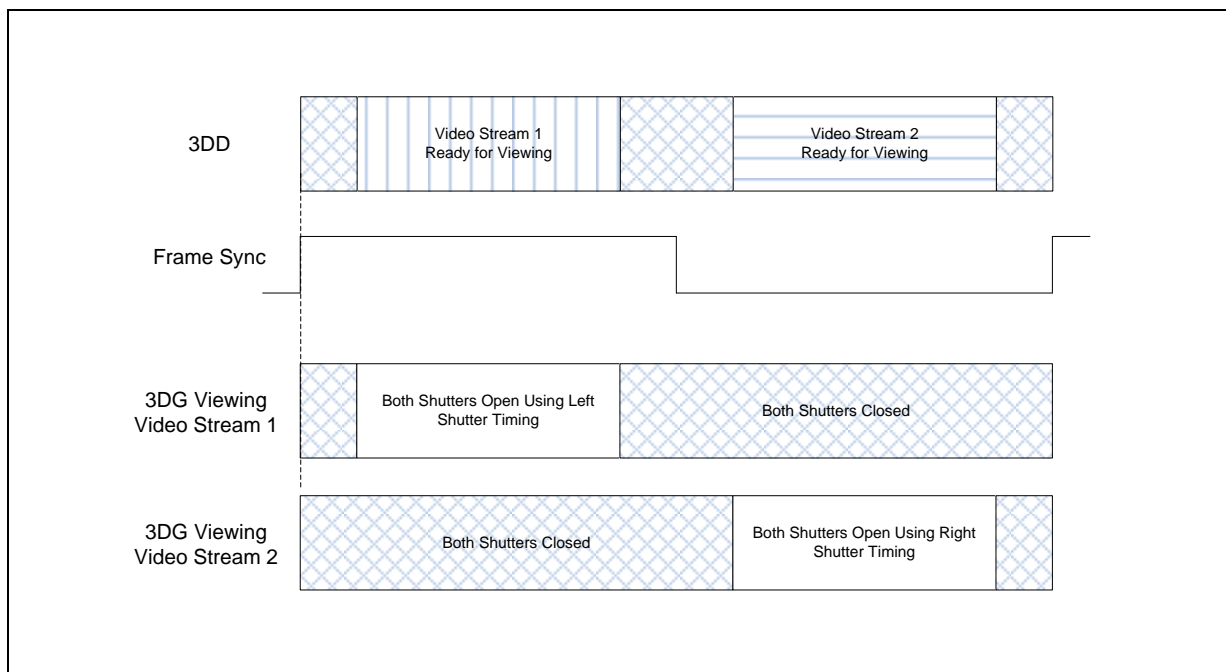 3DD
Video Stream 1
Ready for Viewing
Video Stream 2
Ready for Viewing
Frame Sync
3DG Viewing
Video Stream 1
Both Shutters Open Using Left
Shutter Timing
Both Shutters Closed
3DG Viewing
Video Stream 2
Both Shutters Closed
Both Shutters Open Using Right
Shutter Timing